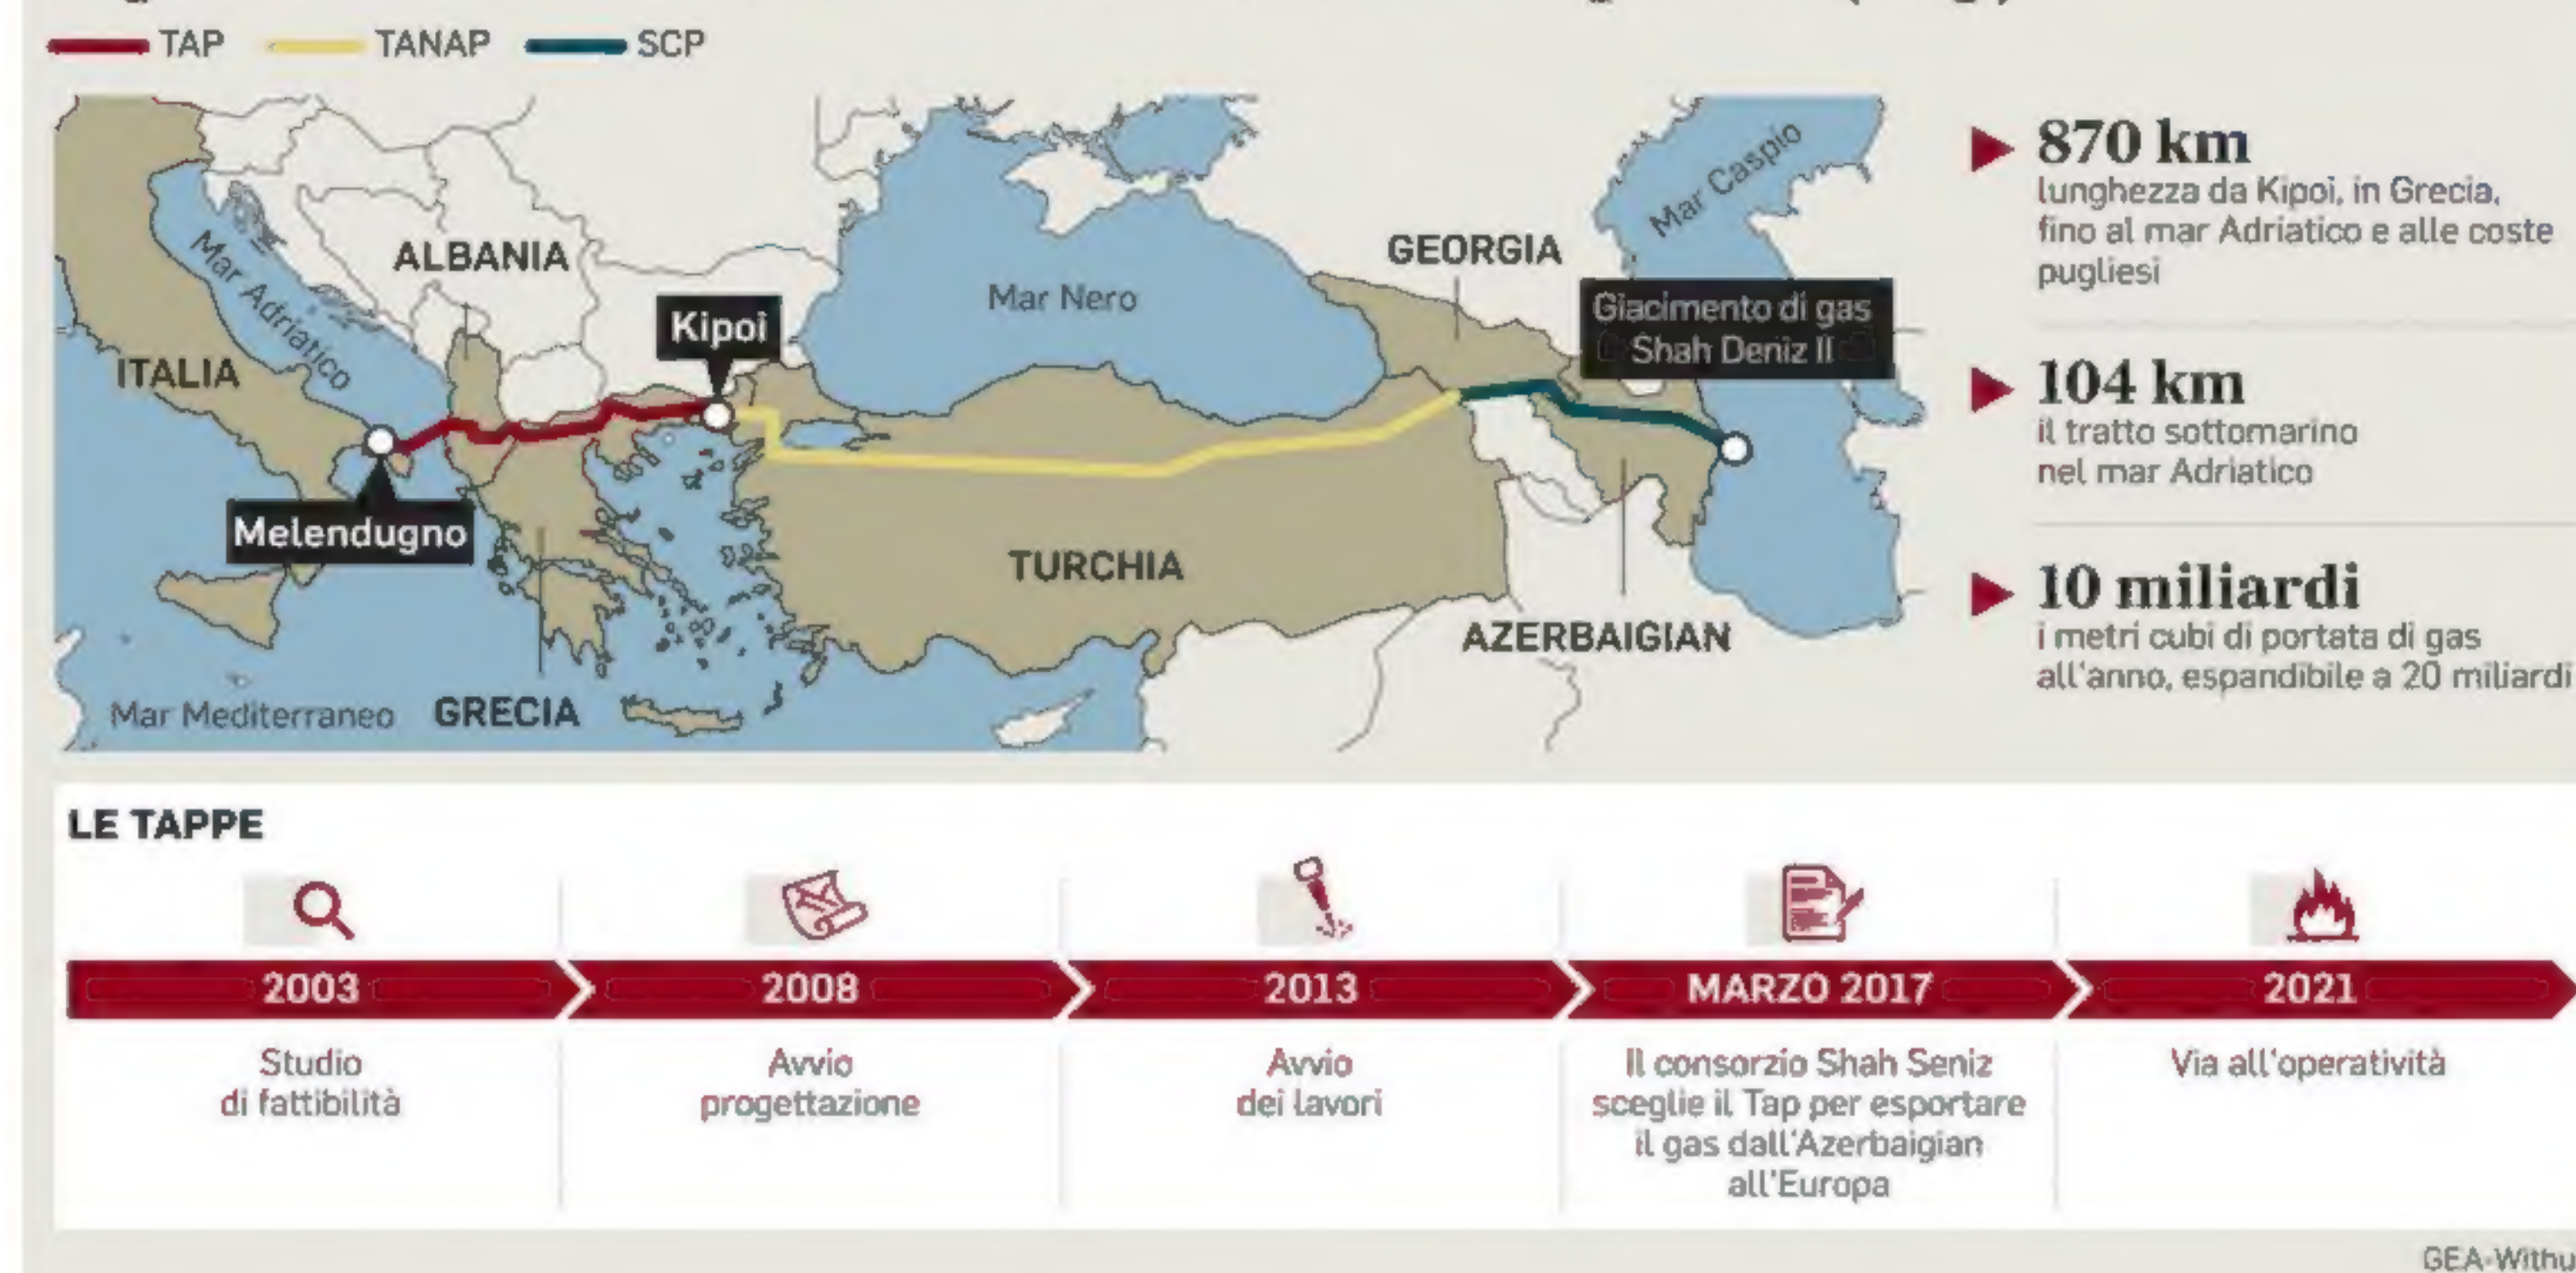 TAP TANAP SCP
ALBANIA
GEORGIA
Mar Caspio
Mar Adriatico
Mar Nero
Kipoi
Giacimento di gas
Shah Deniz II
ITALIA
Melendugno
TURCHIA
AZERBAIGIAN
Mar Mediterraneo
GRECIA
870 km
lunghezza da Kipoi, in Grecia,
fino al mar Adriatico e alle coste
pugliesi
104 km
il tratto sottomarino
nel mar Adriatico
10 miliardi
i metri cubi di portata di gas
all'anno, espandibile a 20 miliardi
LE TAPPE
2003
Studio
di fattibilità
2008
Avvio
progettazione
2013
Avvio
dei lavori
MARZO 2017
Il consorzio Shah Seniz
sceglie il Tap per esportare
il gas dall'Azerbaigian
all'Europa
2021
Via all'operatività
GEA-Withu